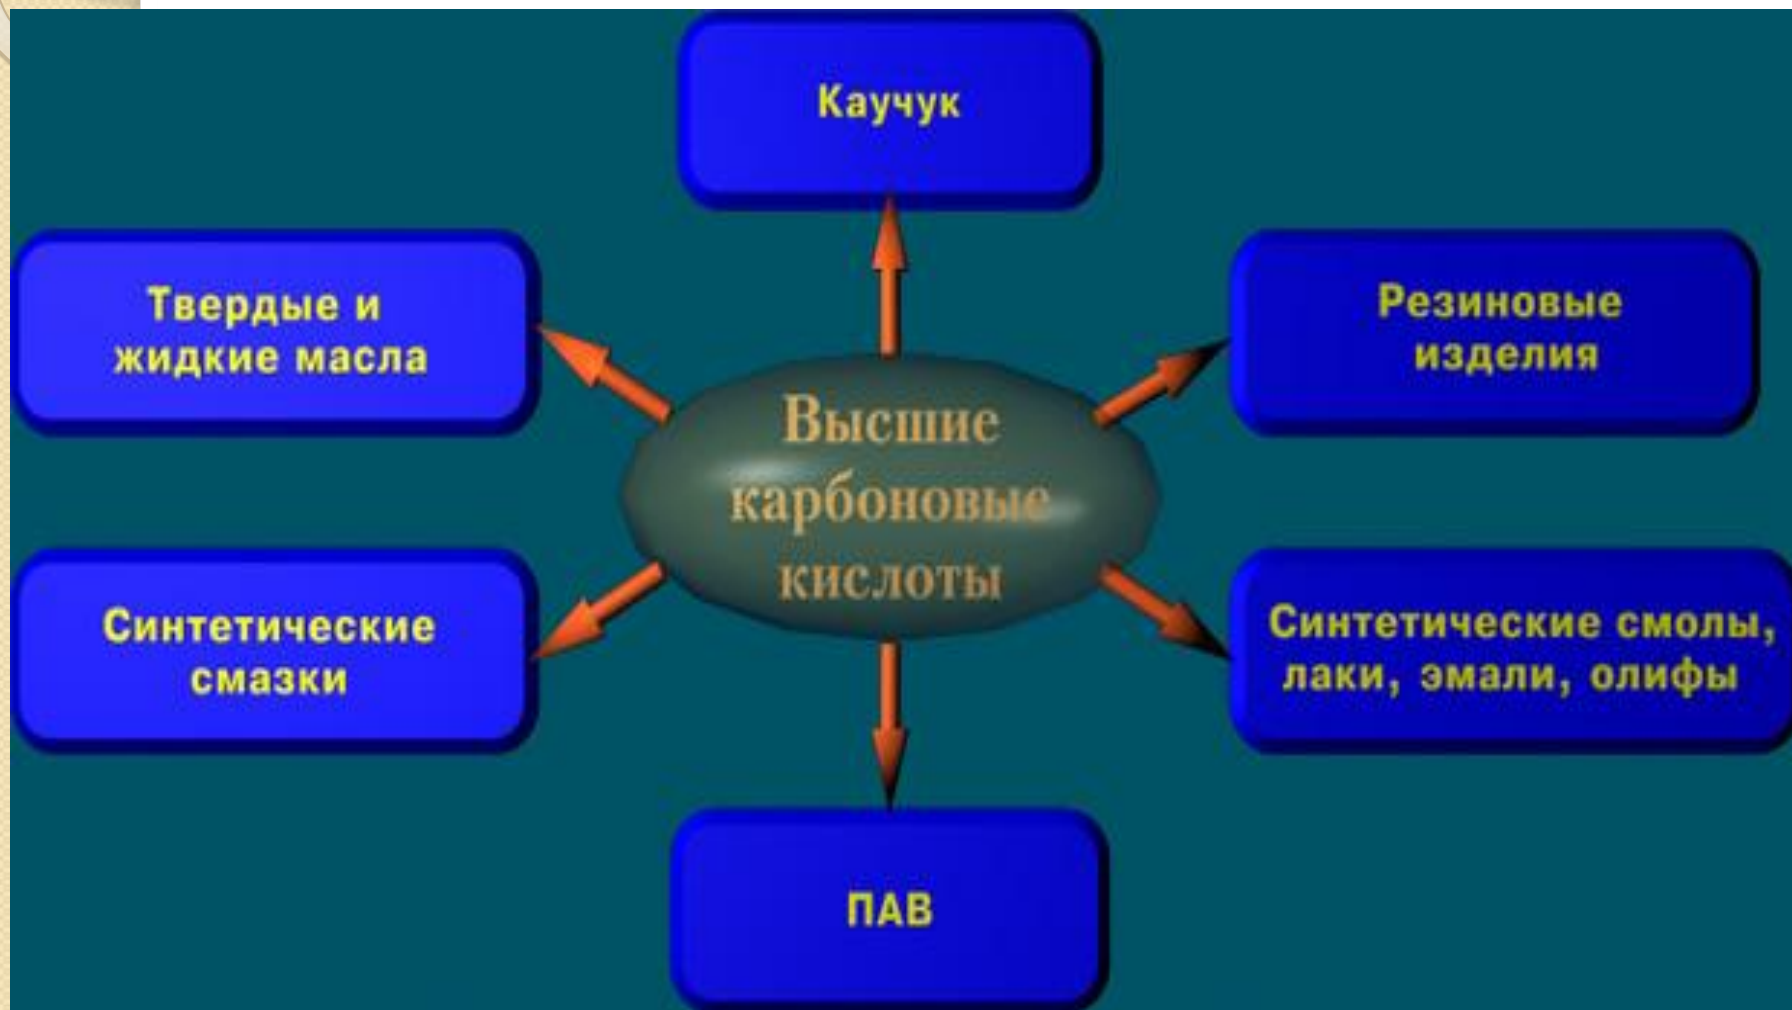 Каучук
Твердые и
жидкие масла
Резиновые
изделия
Высшие
карбоновые
кислоты
Синтетические
смазки
Синтетические смолы,
лаки, эмали, олифы
ПАВ